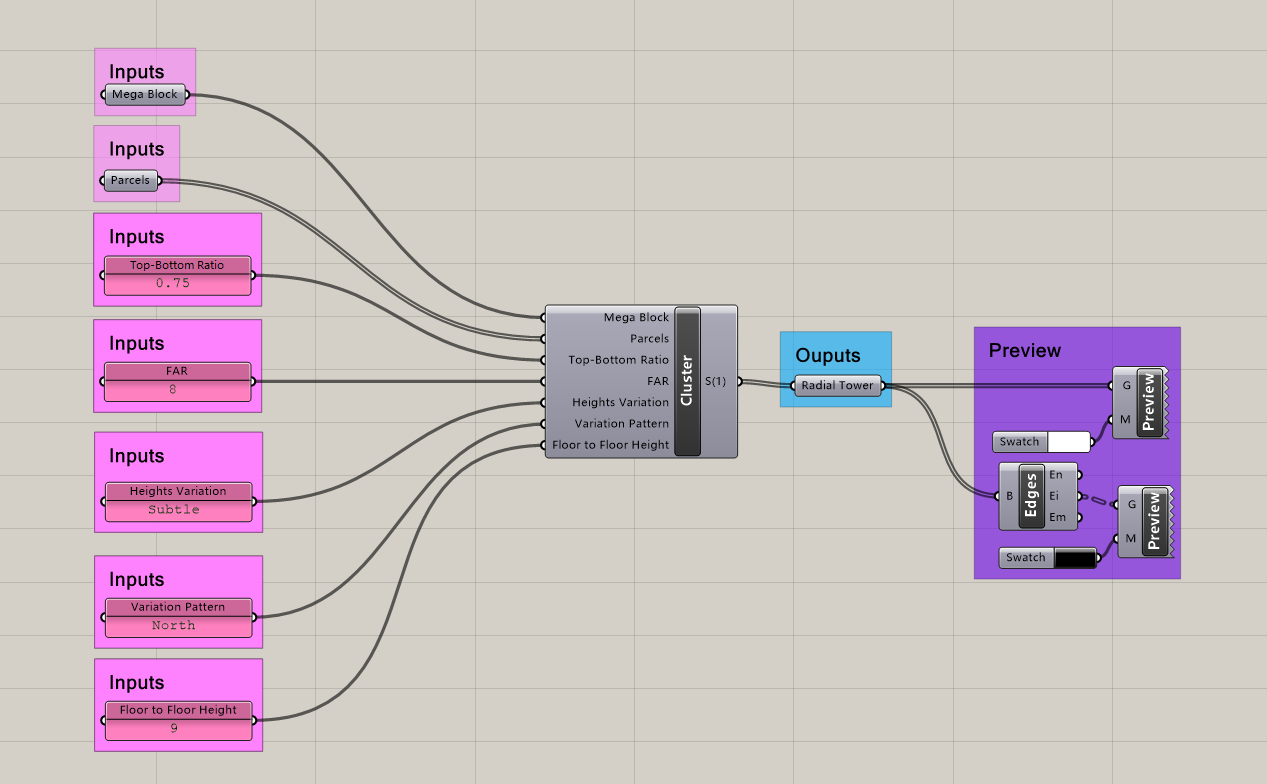 Inputs
Mega Block
Inputs
Parcels
Inputs
Top-Bottom Ratio
0.75
Inputs
FAR
8
Inputs
Heights Variation
Subtle
Inputs
Variation Pattern
North
Inputs
Floor to Floor Height
9
Mega Block
Parcels
Top-Bottom Ratio
FAR
Heights Variation
Variation Pattern
Floor to Floor Height
Cluster
S(1)
Ouputs
Radial Tower
Preview
G
M
Preview
Swatch
B
Edges
En
Ei
Em
G
M
Preview
Swatch